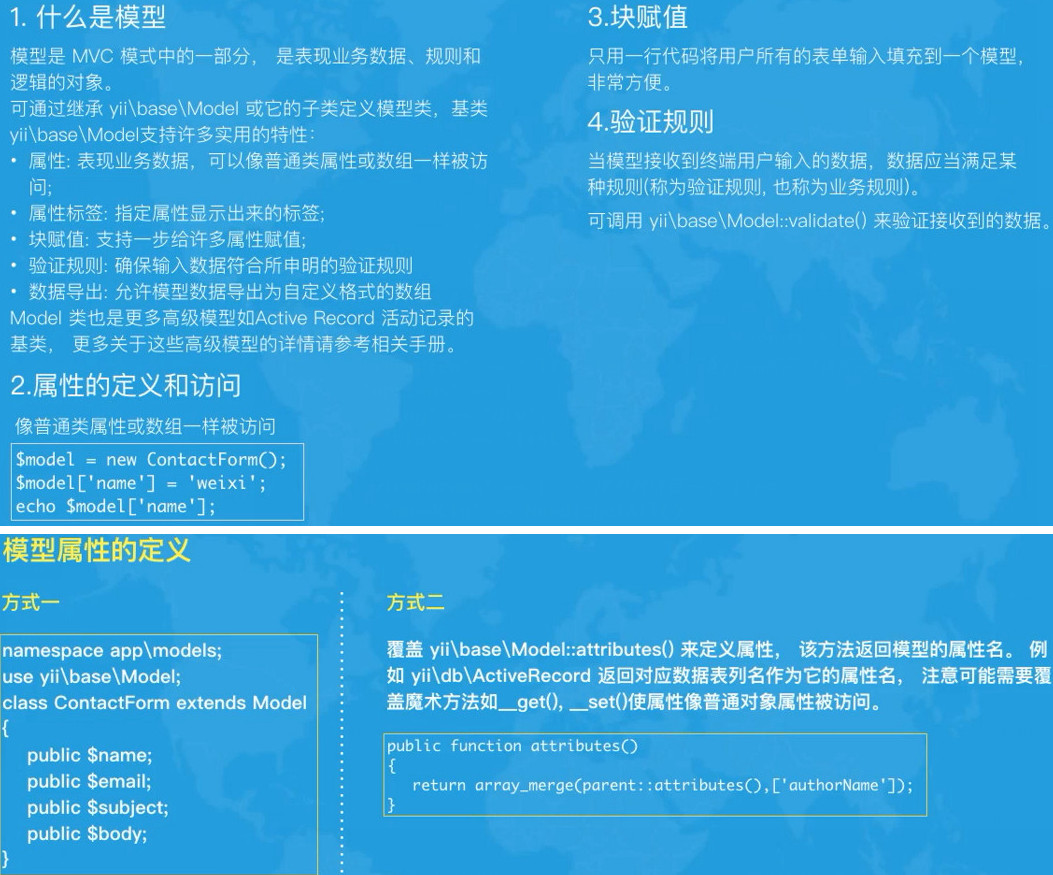 1. 什么是模型
模型是 MVC 模式中的一部分， 是表现业务数据、规则和
逻辑的对象。
可通过继承 yii\base\Model 或它的子类定义模型类，基类
yii\base\Model支持许多实用的特性：
• 属性: 表现业务数据，可以像普通类属性或数组一样被访
问;
• 属性标签: 指定属性显示出来的标签;
• 块赋值: 支持一步给许多属性赋值;
• 验证规则: 确保输入数据符合所申明的验证规则
• 数据导出: 允许模型数据导出为自定义格式的数组
Model 类也是更多高级模型如Active Record 活动记录的
基类， 更多关于这些高级模型的详情请参考相关手册。
2.属性的定义和访问
像普通类属性或数组一样被访问
$model = new ContactForm();
$model['name'] = 'weixi';
echo $model['name'];
3.块赋值
只用一行代码将用户所有的表单输入填充到一个模型，
非常方便。
4.验证规则
当模型接收到终端用户输入的数据，数据应当满足某
种规则(称为验证规则, 也称为业务规则)。
可调用 yii\base\Model::validate() 来验证接收到的数据。
模型属性的定义
方式一
namespace app\models;
use yii\base\Model;
class ContactForm extends Model
{
public $name;
public $email;
public $subject;
public $body;
}
方式二
覆盖 yii\base\Model::attributes() 来定义属性， 该方法返回模型的属性名。 例
如 yii\db\ActiveRecord 返回对应数据表列名作为它的属性名， 注意可能需要覆
盖魔术方法如__get(), __set()使属性像普通对象属性被访问。
public function attributes()
{
return array_merge(parent::attributes(),['authorName']);
}